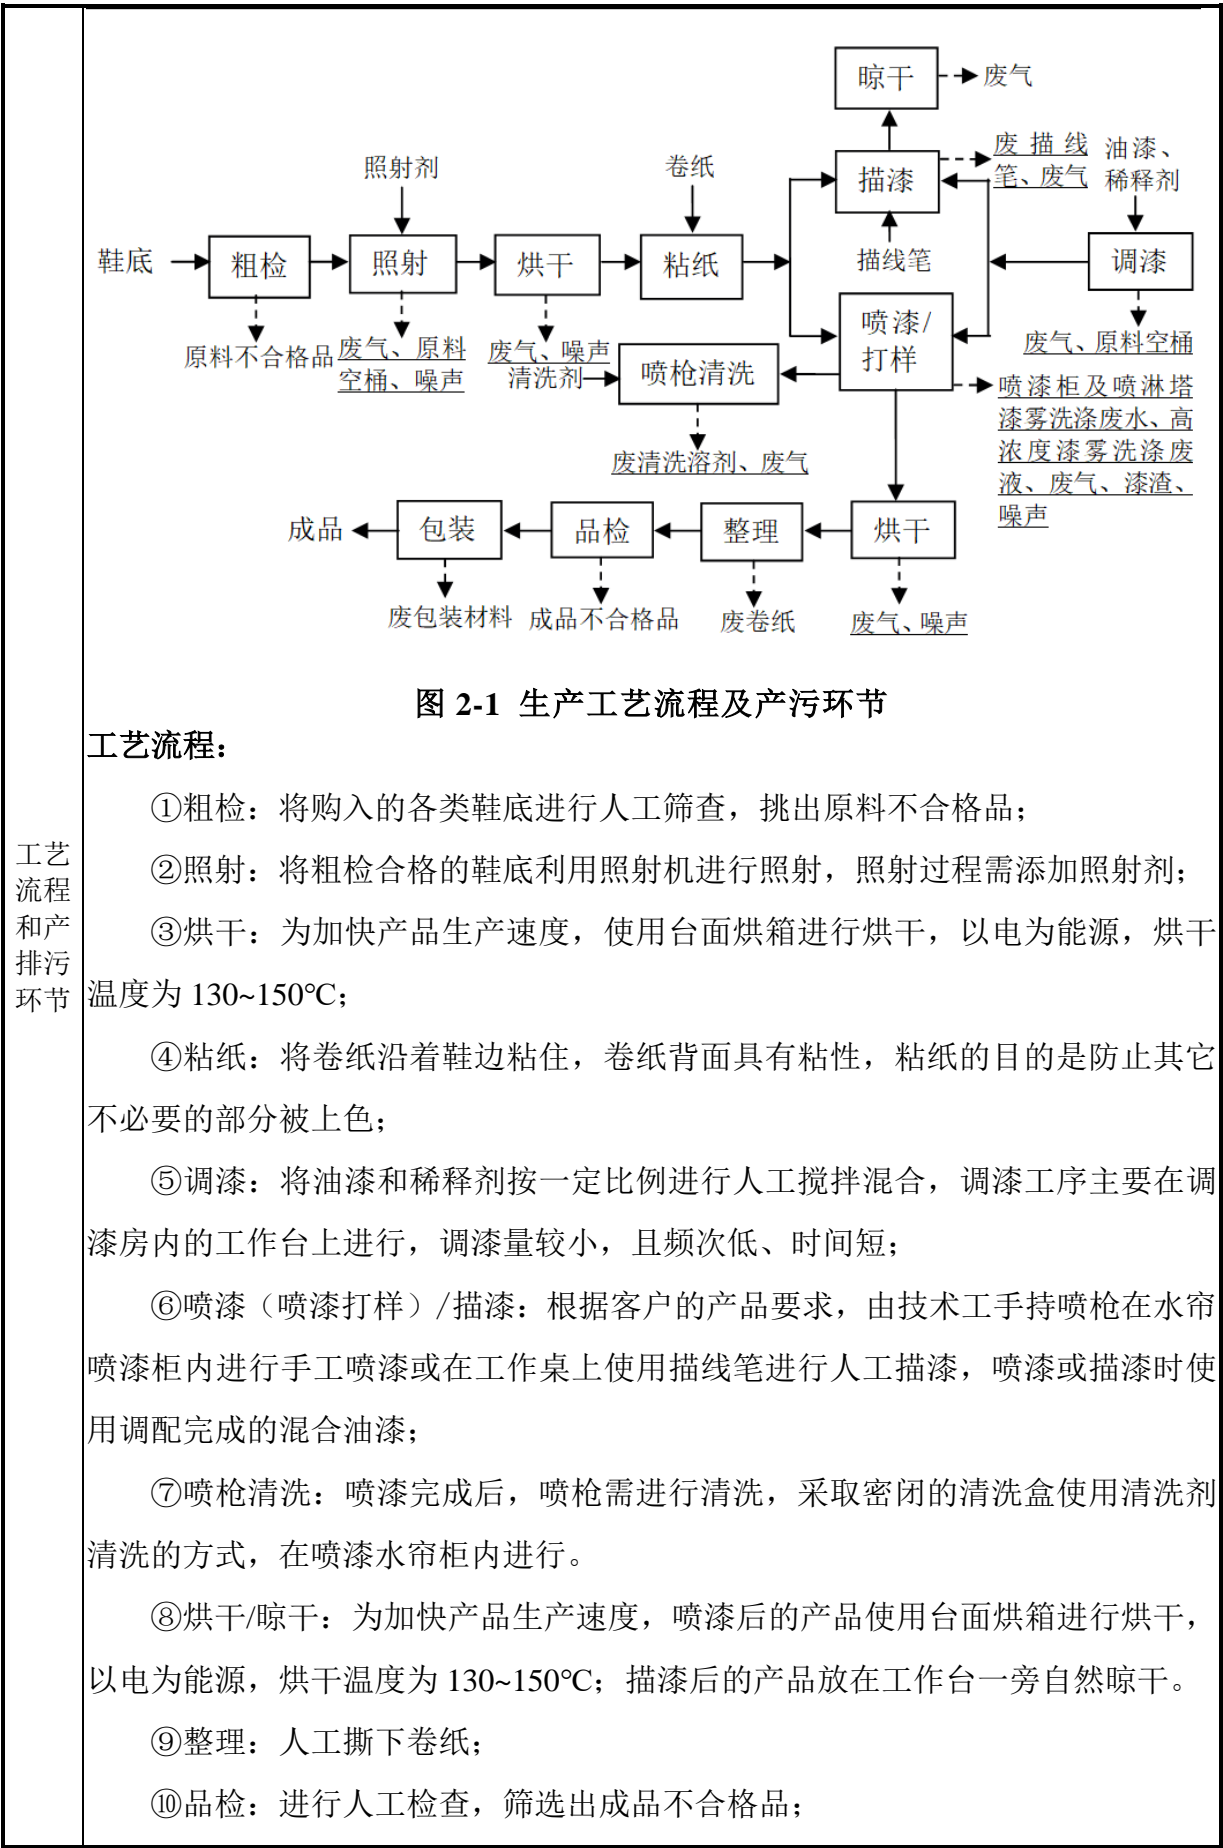 晾干
废气
废描线
笔、废气
油漆、
稀释剂
照射剂
卷纸
描漆
鞋底
粗检
照射
烘干
粘纸
描线笔
调漆
原料不合格品
废气、原料
空桶、噪声
废气、噪声
清洗剂
喷枪清洗
喷漆/
打样
废气、原料空桶
喷漆柜及喷淋塔
漆雾洗涤废水、高
浓度漆雾洗涤废
液、废气、漆渣、
噪声
废清洗溶剂、废气
成品
包装
品检
整理
烘干
废包装材料
成品不合格品
废卷纸
废气、噪声
图 2-1 生产工艺流程及产污环节
工艺
流程
和产
排污
环节
工艺流程：
①粗检：将购入的各类鞋底进行人工筛查，挑出原料不合格品；
②照射：将粗检合格的鞋底利用照射机进行照射，照射过程需添加照射剂；
③烘干：为加快产品生产速度，使用台面烘箱进行烘干，以电为能源，烘干
温度为 130~150℃；
④粘纸：将卷纸沿着鞋边粘住，卷纸背面具有粘性，粘纸的目的是防止其它
不必要的部分被上色；
⑤调漆：将油漆和稀释剂按一定比例进行人工搅拌混合，调漆工序主要在调
漆房内的工作台上进行，调漆量较小，且频次低、时间短；
⑥喷漆（喷漆打样）/描漆：根据客户的产品要求，由技术工手持喷枪在水帘
喷漆柜内进行手工喷漆或在工作桌上使用描线笔进行人工描漆，喷漆或描漆时使
用调配完成的混合油漆；
⑦喷枪清洗：喷漆完成后，喷枪需进行清洗，采取密闭的清洗盒使用清洗剂
清洗的方式，在喷漆水帘柜内进行。
⑧烘干/晾干：为加快产品生产速度，喷漆后的产品使用台面烘箱进行烘干，
以电为能源，烘干温度为 130~150℃；描漆后的产品放在工作台一旁自然晾干。
⑨整理：人工撕下卷纸；
⑩品检：进行人工检查，筛选出成品不合格品；